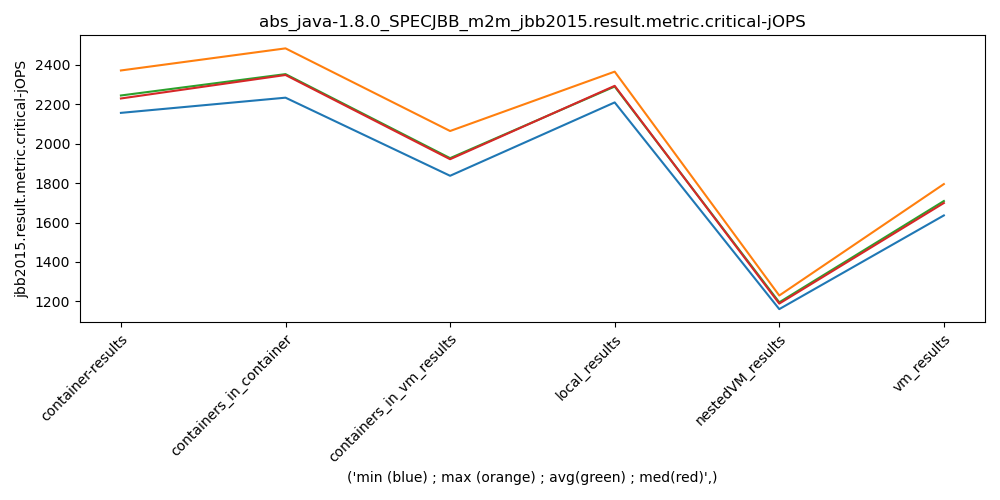 abs_java-1.8.0_SPECJBB_m2m_jbb2015.result.metric.critical-jOPS
jbb2015.result.metric.critical-jOPS
2400
2200
2000
1800
1600
1400
1200
container-results
containers_in_container
containers_in_vm_results
local_results
nestedVM_results
vm_results
('min (blue) ; max (orange) ; avg(green) ; med(red)',)